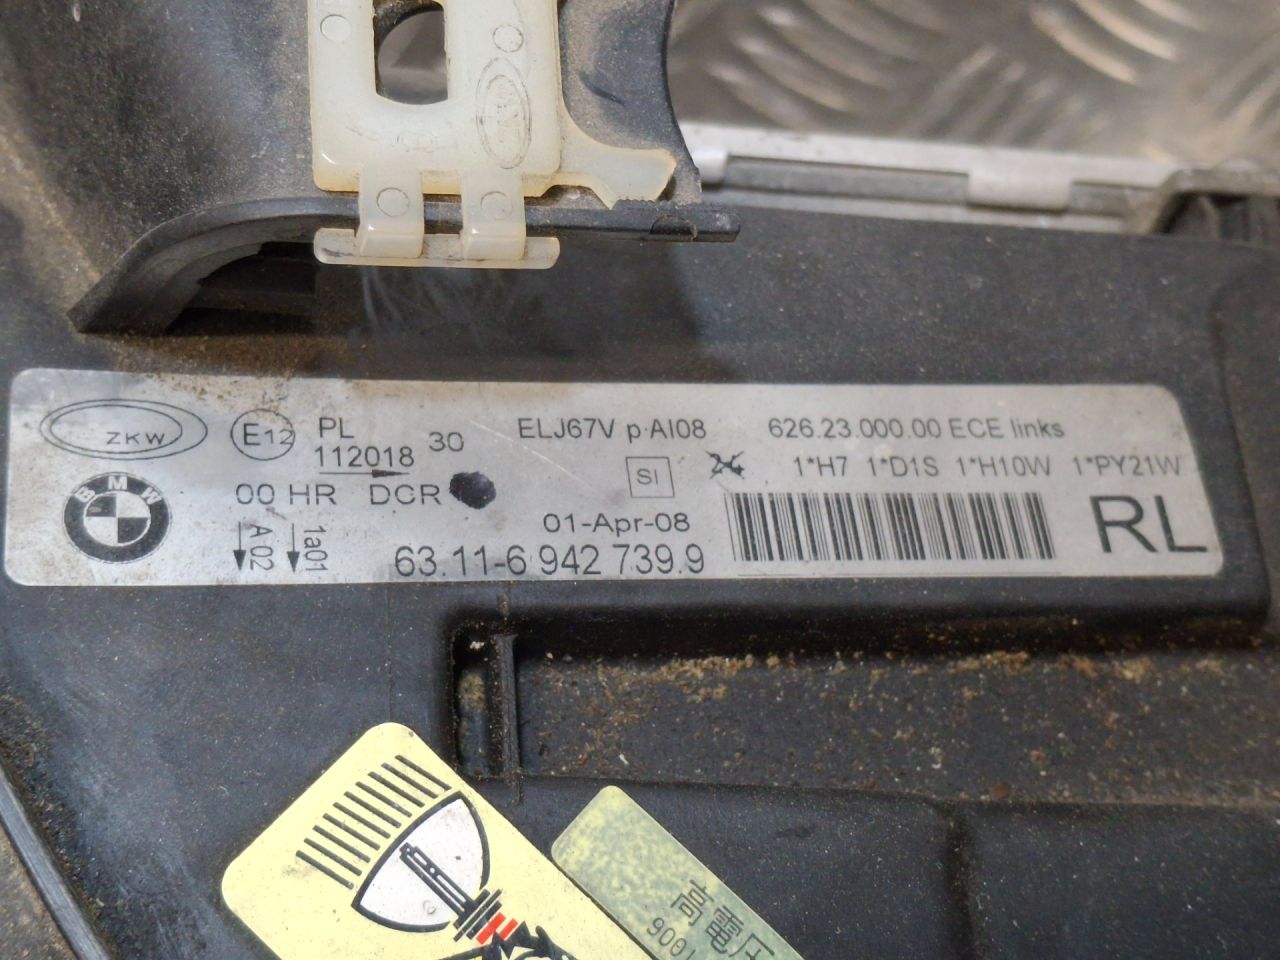 ZKW
E12
PL
112018
30
ELJ67V p·AI08
626.23.000.00 ECE links
SI
24
1*H7 1*D1S 1*H10W 1*PY21W
BMW
00 HR DCR
01-Apr-08
RL
A 02
1a01
63.11-6 942 739.9
高電圧